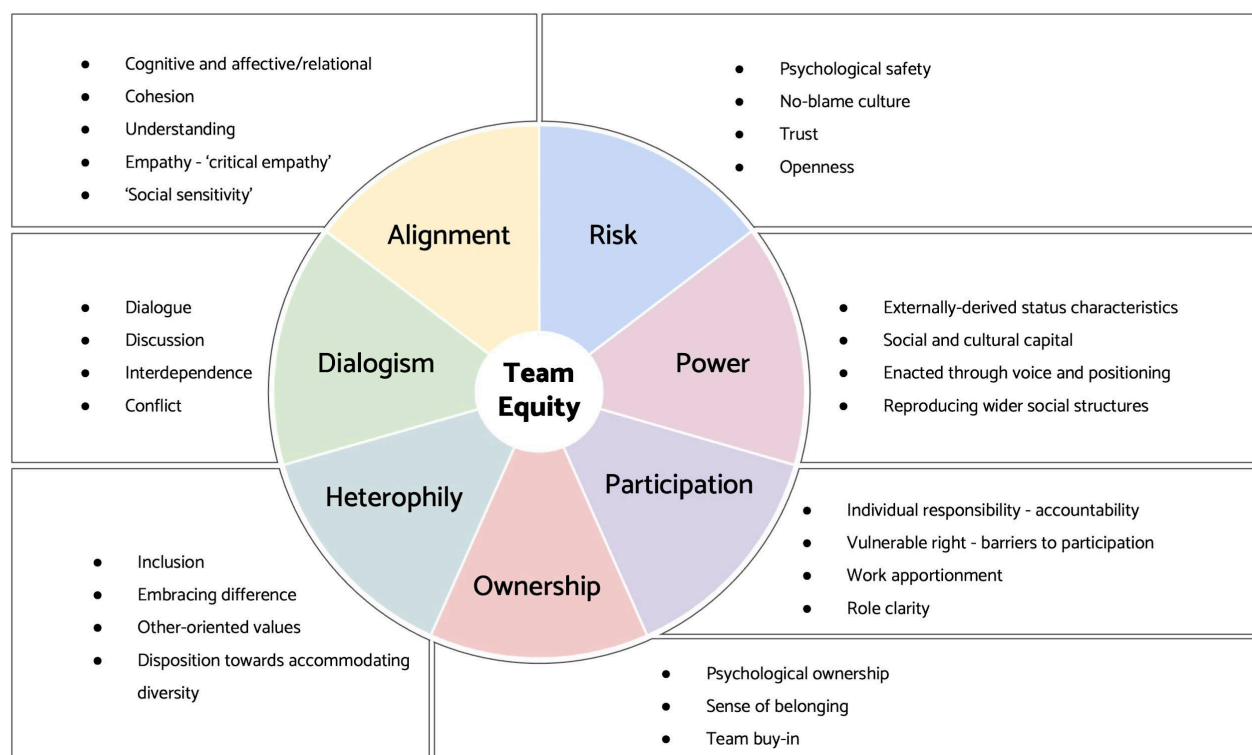 ● Cognitive and affective/relational
● Cohesion
● Understanding
● Empathy - ‘critical empathy’
● ‘Social sensitivity’
● Psychological safety
● No-blame culture
● Trust
● Openness
Alignment
Risk
● Dialogue
● Discussion
● Interdependence
● Conflict
Dialogism
Team
Equity
Power
● Externally-derived status characteristics
● Social and cultural capital
● Enacted through voice and positioning
● Reproducing wider social structures
Heterophily
Participation
● Inclusion
● Embracing difference
● Other-oriented values
● Disposition towards accommodating
diversity
Ownership
● Individual responsibility - accountability
● Vulnerable right - barriers to participation
● Work apportionment
● Role clarity
● Psychological ownership
● Sense of belonging
● Team buy-in